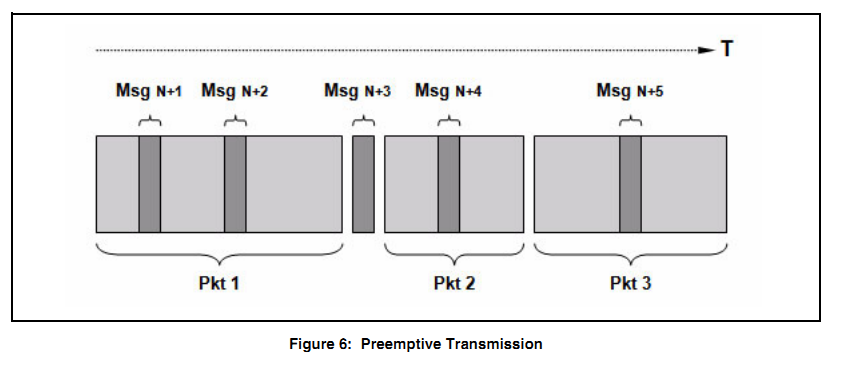 T
Msg N+1 Msg N+2 Msg N+3 Msg N+4 Msg N+5
Pkt 1 Pkt 2 Pkt 3
Figure 6: Preemptive Transmission